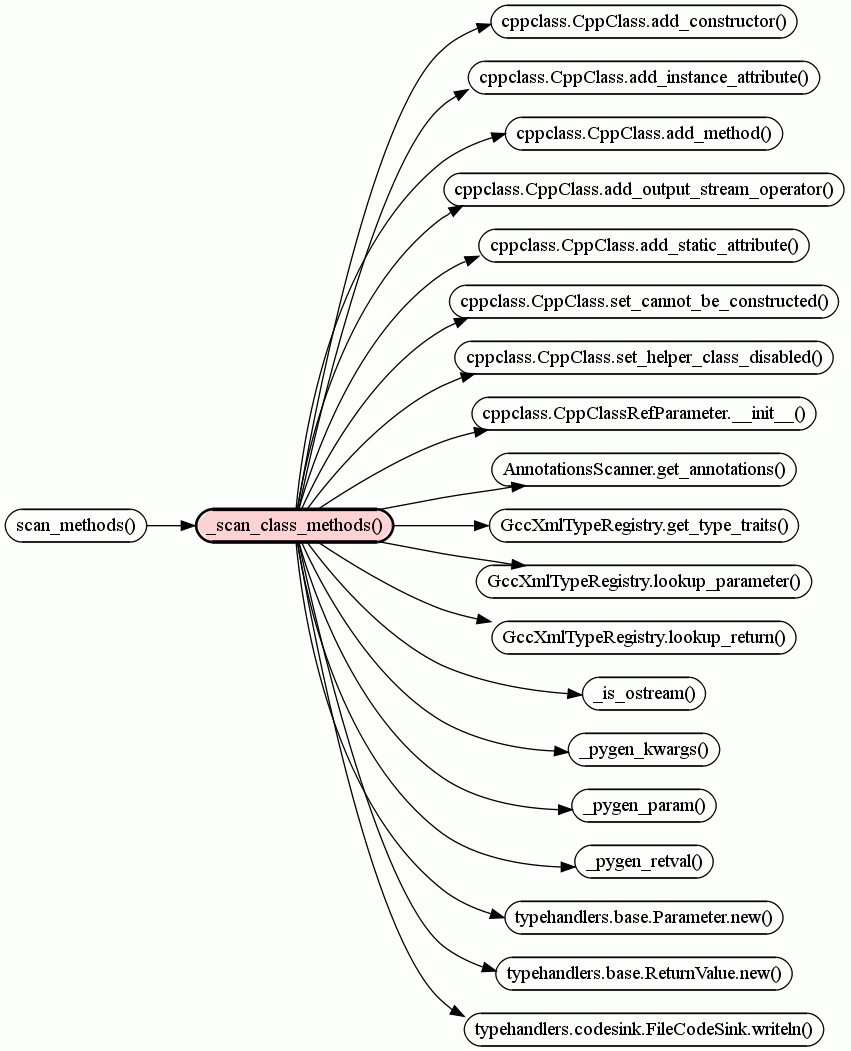 cppclass.CppClass.add_constructor()
cppclass.CppClass.add_instance_attribute()
cppclass.CppClass.add_method()
cppclass.CppClass.add_output_stream_operator()
cppclass.CppClass.add_static_attribute()
cppclass.CppClass.set_cannot_be_constructed()
cppclass.CppClass.set_helper_class_disabled()
cppclass.CppClassRefParameter.__init__()
AnnotationsScanner.get_annotations()
scan_methods()
_scan_class_methods()
GccXmlTypeRegistry.get_type_traits()
GccXmlTypeRegistry.lookup_parameter()
GccXmlTypeRegistry.lookup_return()
_is_ostream()
_pygen_kwargs()
_pygen_param()
_pygen_retval()
typehandlers.base.Parameter.new()
typehandlers.base.ReturnValue.new()
typehandlers.codesink.FileCodeSink.writeln()